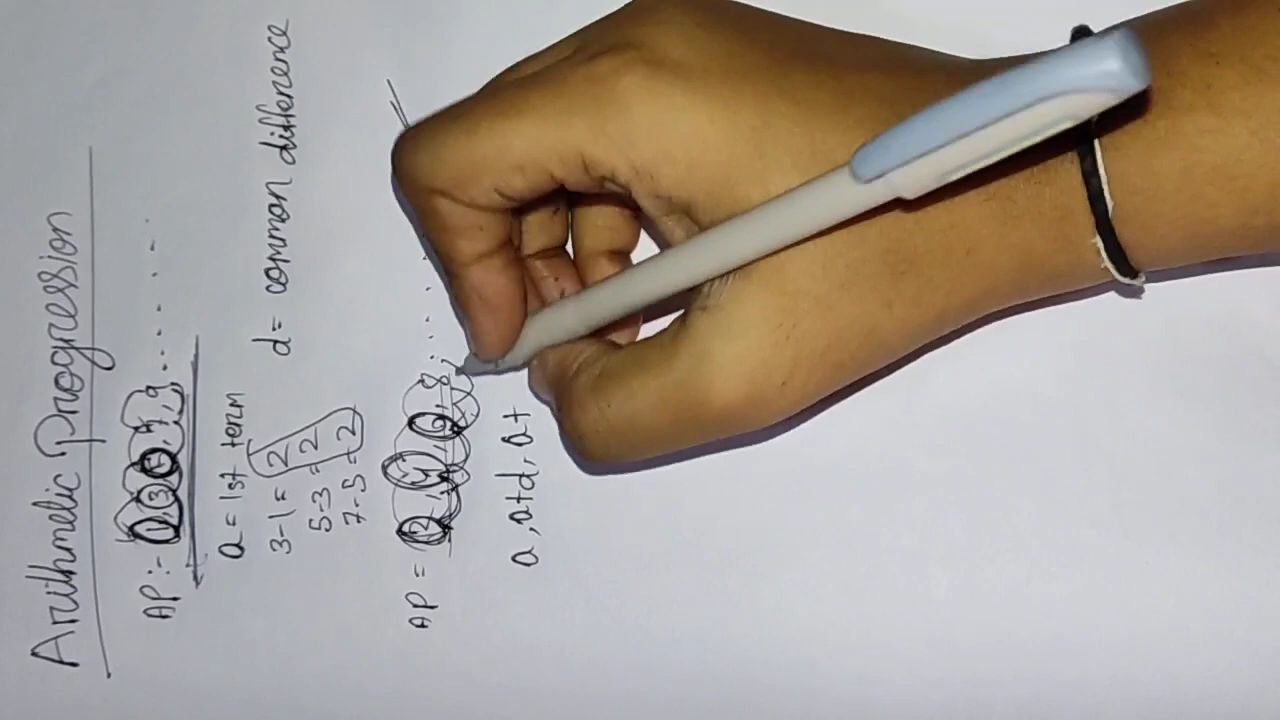 Arithmetic Progression
AP :- 1, 3, 5, 7, 9 . . . . . .
a = 1st term
d = common difference
3-1 = 2
5-3 = 2
7-5 = 2
AP = 2, 4, 6, 8, . . . . .
a, a+d, a+